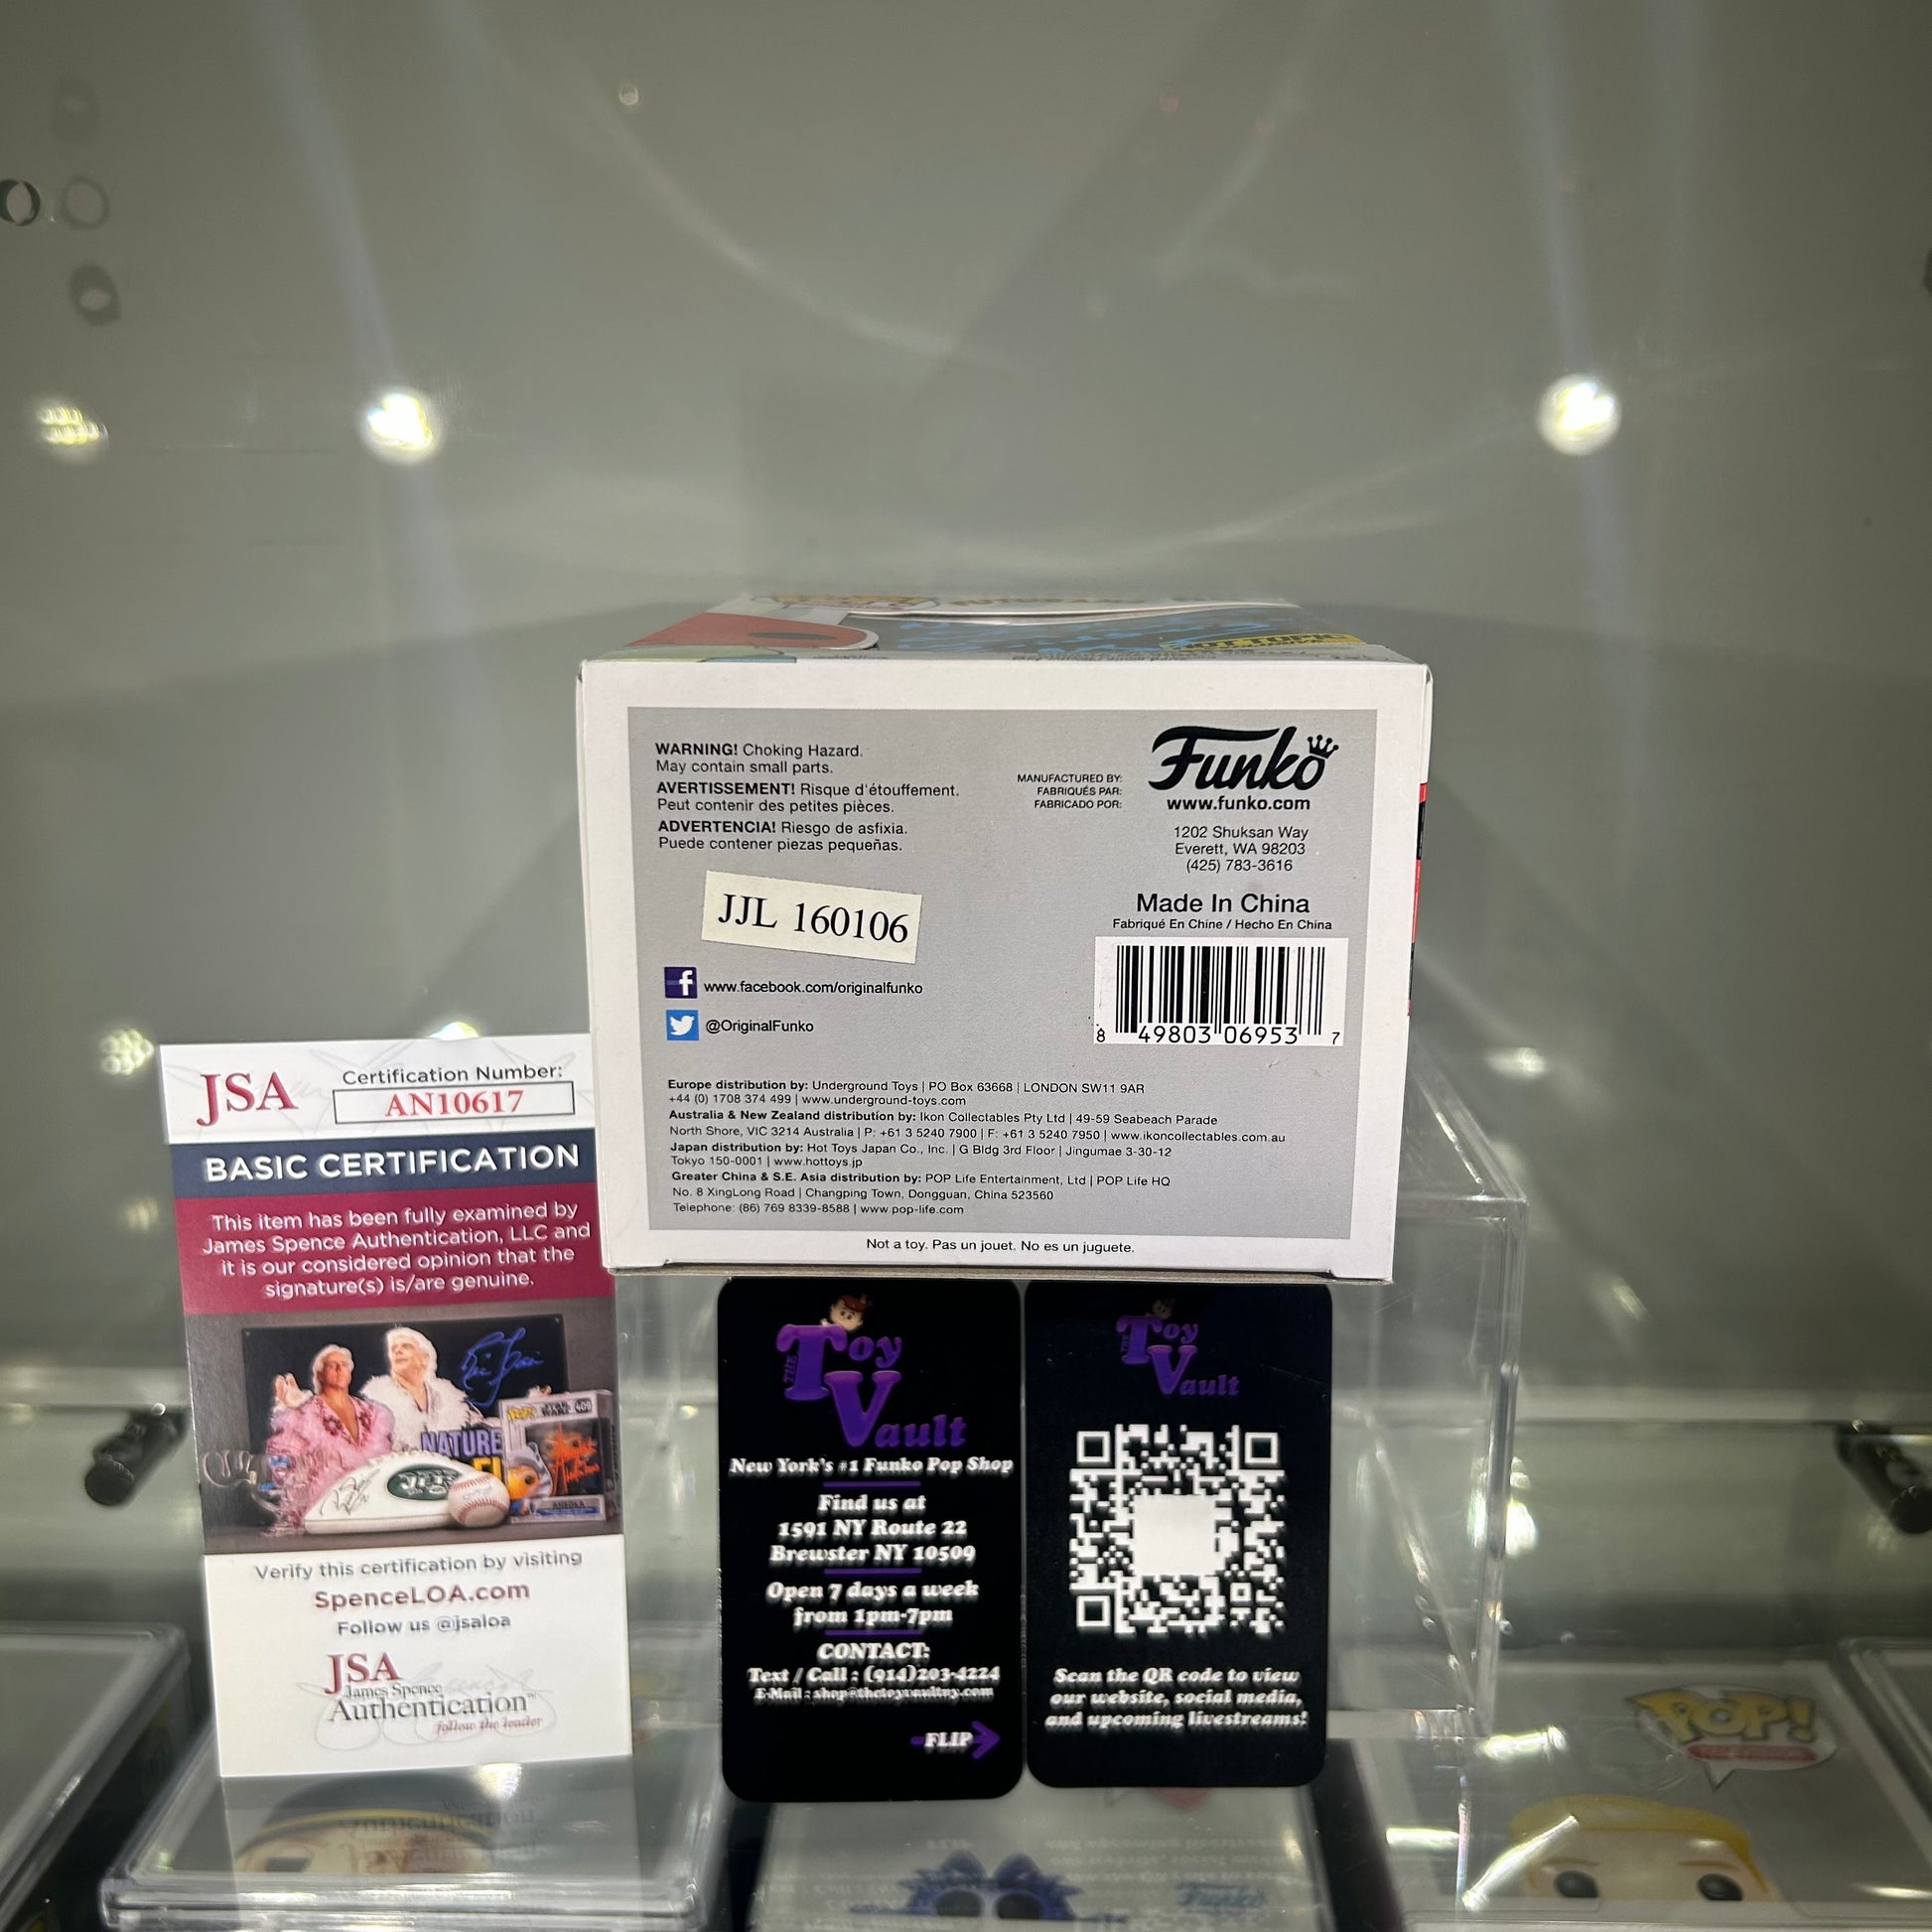 HOT TOPIC
WARNING! Choking Hazard.
May contain small parts.
AVERTISSEMENT! Risque d'étouffement.
Peut contenir des petites pièces.
ADVERTENCIA! Riesgo de asfixia.
Puede contener piezas pequeñas.
MANUFACTURED BY:
FABRIQUÉS PAR:
FABRICADO POR:
Funko
www.funko.com
1202 Shuksan Way
Everett, WA 98203
(425) 783-3616
Made In China
Fabriqué En Chine / Hecho En China
8 49803 06953 7
JJL 160106
www.facebook.com/originalfunko
@OriginalFunko
Europe distribution by: Underground Toys | PO Box 63668 | LONDON SW11 9AR
+44 (0) 1708 374 499 | www.underground-toys.com
Australia & New Zealand distribution by: Ikon Collectables Pty Ltd | 49-59 Seabeach Parade
North Shore, VIC 3214 Australia | P: +61 3 5240 7900 | F: +61 3 5240 7950 | www.ikoncollectables.com.au
Japan distribution by: Hot Toys Japan Co., Inc. | G Bldg 3rd Floor | Jingumae 3-30-12
Tokyo 150-0001 | www.hottoys.jp
Greater China & S.E. Asia distribution by: POP Life Entertainment, Ltd | POP Life HQ
No. 8 XingLong Road | Changping Town, Dongguan, China 523560
Telephone: (86) 769 8339-8588 | www.pop-life.com
Not a toy. Pas un jouet. No es un juguete.
JSA
Certification Number:
AN10617
BASIC CERTIFICATION
This item has been fully examined by
James Spence Authentication, LLC and
it is our considered opinion that the
signature(s) is/are genuine.
NATURE
JETS
Verify this certification by visiting
SpenceLOA.com
Follow us @jsaloa
JSA
James Spence
Authentication™
follow the leader
THE Toy
Vault
New York's #1 Funko Pop Shop
Find us at
1591 NY Route 22
Brewster NY 10509
Open 7 days a week
from 1pm-7pm
CONTACT:
Text / Call : (914)203-4224
E-Mail : shop@thetoyvaultny.com
FLIP
THE Toy
Vault
Scan the QR code to view
our website, social media,
and upcoming livestreams!
POP!
Funko